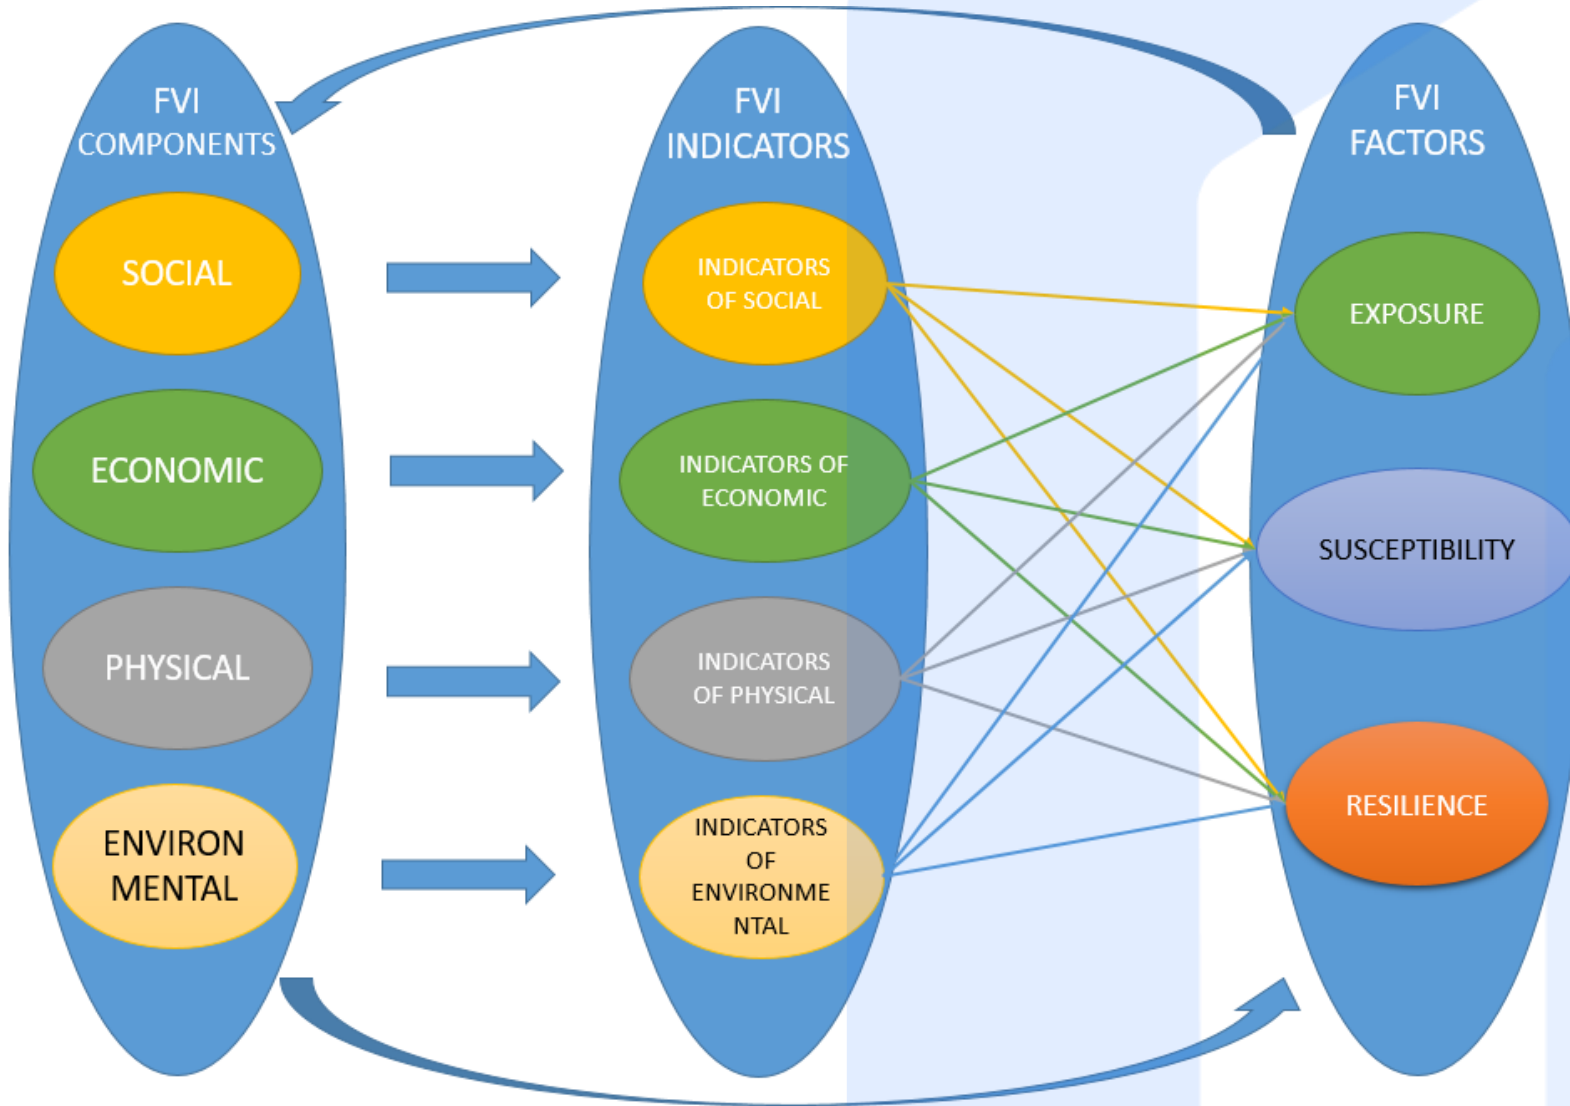 FVI
COMPONENTS
SOCIAL
ECONOMIC
PHYSICAL
ENVIRON
MENTAL
FVI
INDICATORS
INDICATORS
OF SOCIAL
INDICATORS OF
ECONOMIC
INDICATORS
OF PHYSICAL
INDICATORS
OF
ENVIRONME
NTAL
FVI
FACTORS
EXPOSURE
SUSCEPTIBILITY
RESILIENCE